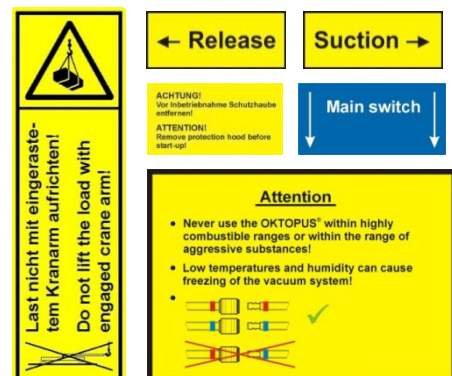 Last nicht mit eingeraste-
tem Kranarm aufrichten!
Do not lift the load with
engaged crane arm!
← Release
Suction →
ACHTUNG!
Vor Inbetriebnahme Schutzhaube
entfernen!
ATTENTION!
Remove protection hood before
start-up!
Main switch
Attention
• Never use the OKTOPUS® within highly
combustible ranges or within the range of
aggressive substances!
• Low temperatures and humidity can cause
freezing of the vacuum system!